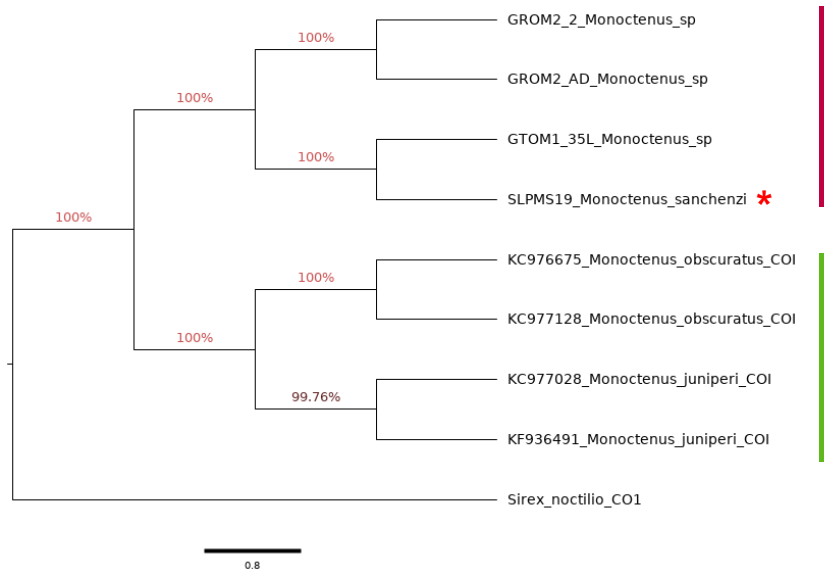 GROM2_2_Monoctenus_sp
100%
GROM2_AD_Monoctenus_sp
100%
GTOM1_35L_Monoctenus_sp
100%
SLPMS19_Monoctenus_sanchenzi *
100%
KC976675_Monoctenus_obscuratus_COI
100%
KC977128_Monoctenus_obscuratus_COI
100%
KC977028_Monoctenus_juniperi_COI
99.76%
KF936491_Monoctenus_juniperi_COI
Sirex_noctilio_CO1
0.8